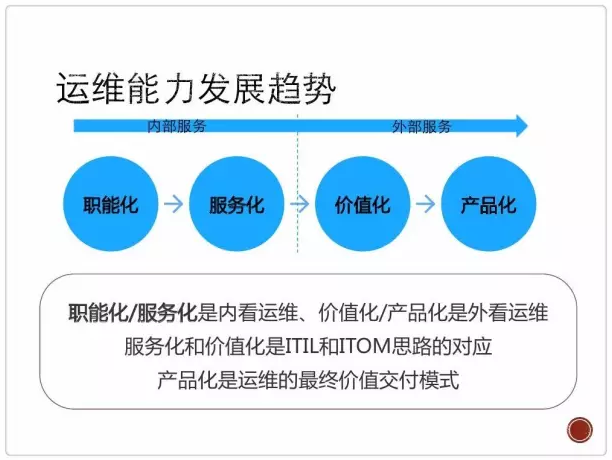 运维能力发展趋势
内部服务 外部服务
职能化 服务化 价值化 产品化
职能化/服务化是内看运维、价值化/产品化是外看运维
服务化和价值化是ITIL和ITOM思路的对应
产品化是运维的最终价值交付模式